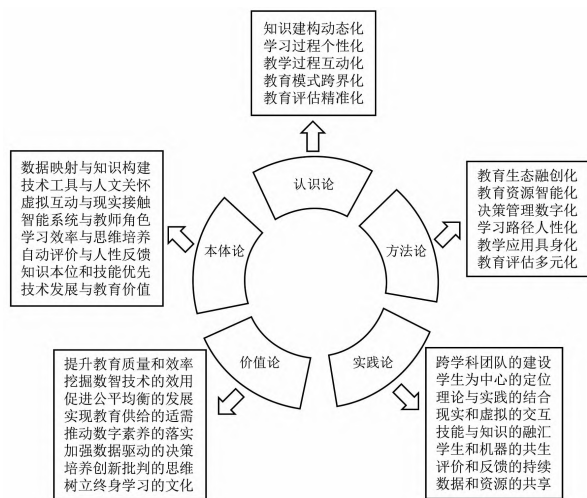 知识建构动态化
学习过程个性化
教学过程互动化
教育模式跨界化
教育评估精准化
认识论
数据映射与知识构建
技术工具与人文关怀
虚拟互动与现实接触
智能系统与教师角色
学习效率与思维培养
自动评价与人性反馈
知识本位和技能优先
技术发展与教育价值
本体论
方法论
教育生态融创化
教育资源智能化
决策管理数字化
学习路径人性化
教学应用具身化
教育评估多元化
价值论
实践论
提升教育质量和效率
挖掘数智技术的效用
促进公平均衡的发展
实现教育供给的适需
推动数字素养的落实
加强数据驱动的决策
培养创新批判的思维
树立终身学习的文化
跨学科团队的建设
学生为中心的定位
理论与实践的结合
现实和虚拟的交互
技能与知识的融汇
学生和机器的共生
评价和反馈的持续
数据和资源的共享